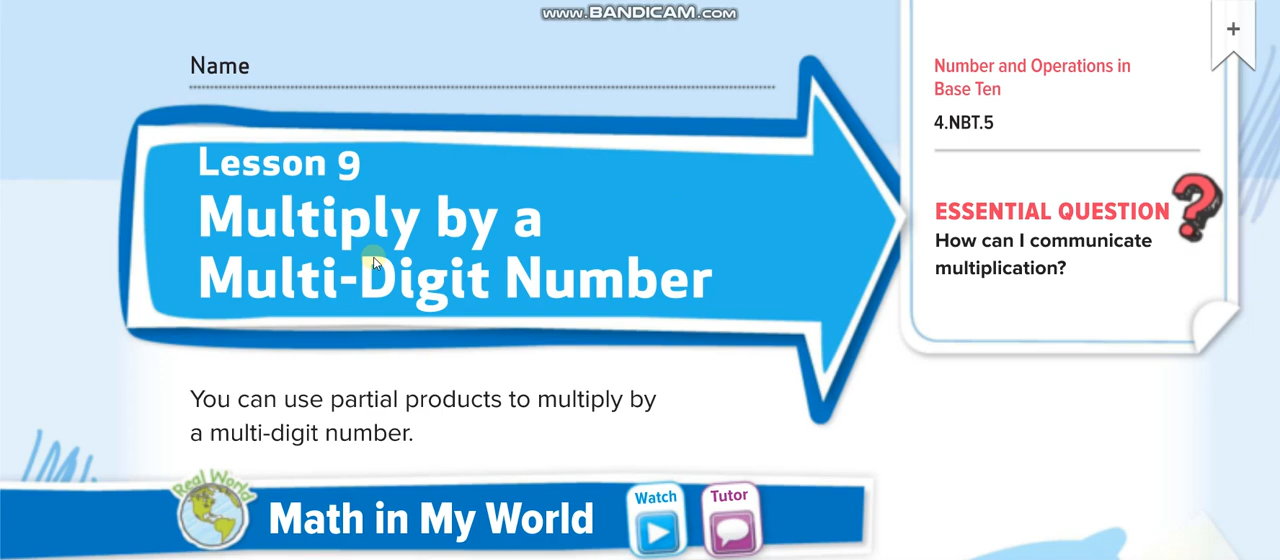 www.BANDICAM.com
Name
Lesson 9
Multiply by a
Multi-Digit Number
Number and Operations in
Base Ten
4.NBT.5
ESSENTIAL QUESTION
How can I communicate
multiplication?
You can use partial products to multiply by
a multi-digit number.
Real World
Math in My World
Watch
Tutor